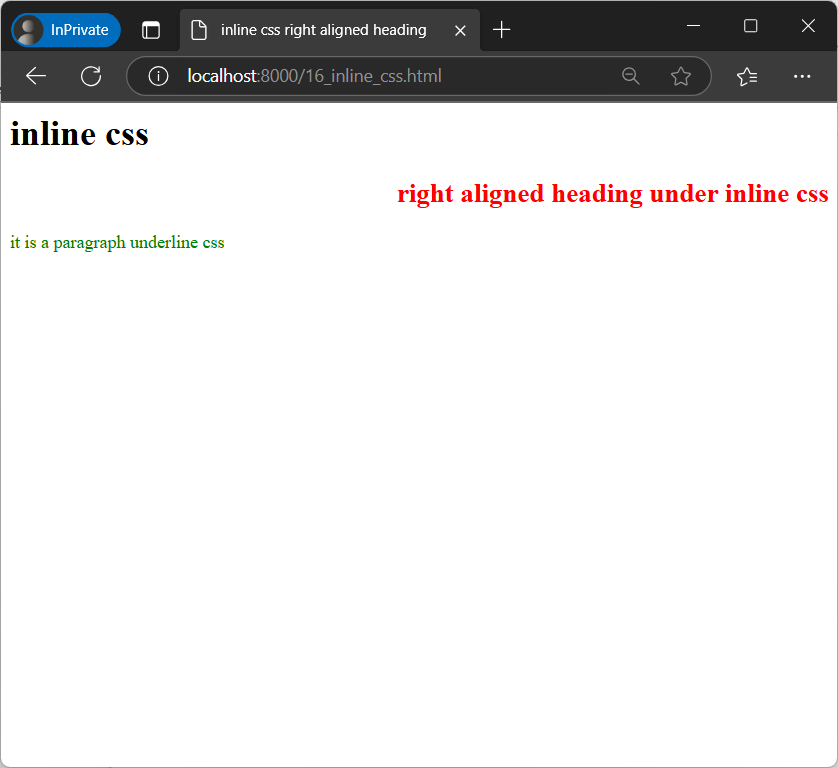 InPrivate
inline css right aligned heading
localhost:8000/16_inline_css.html
inline css
right aligned heading under inline css
it is a paragraph underline css